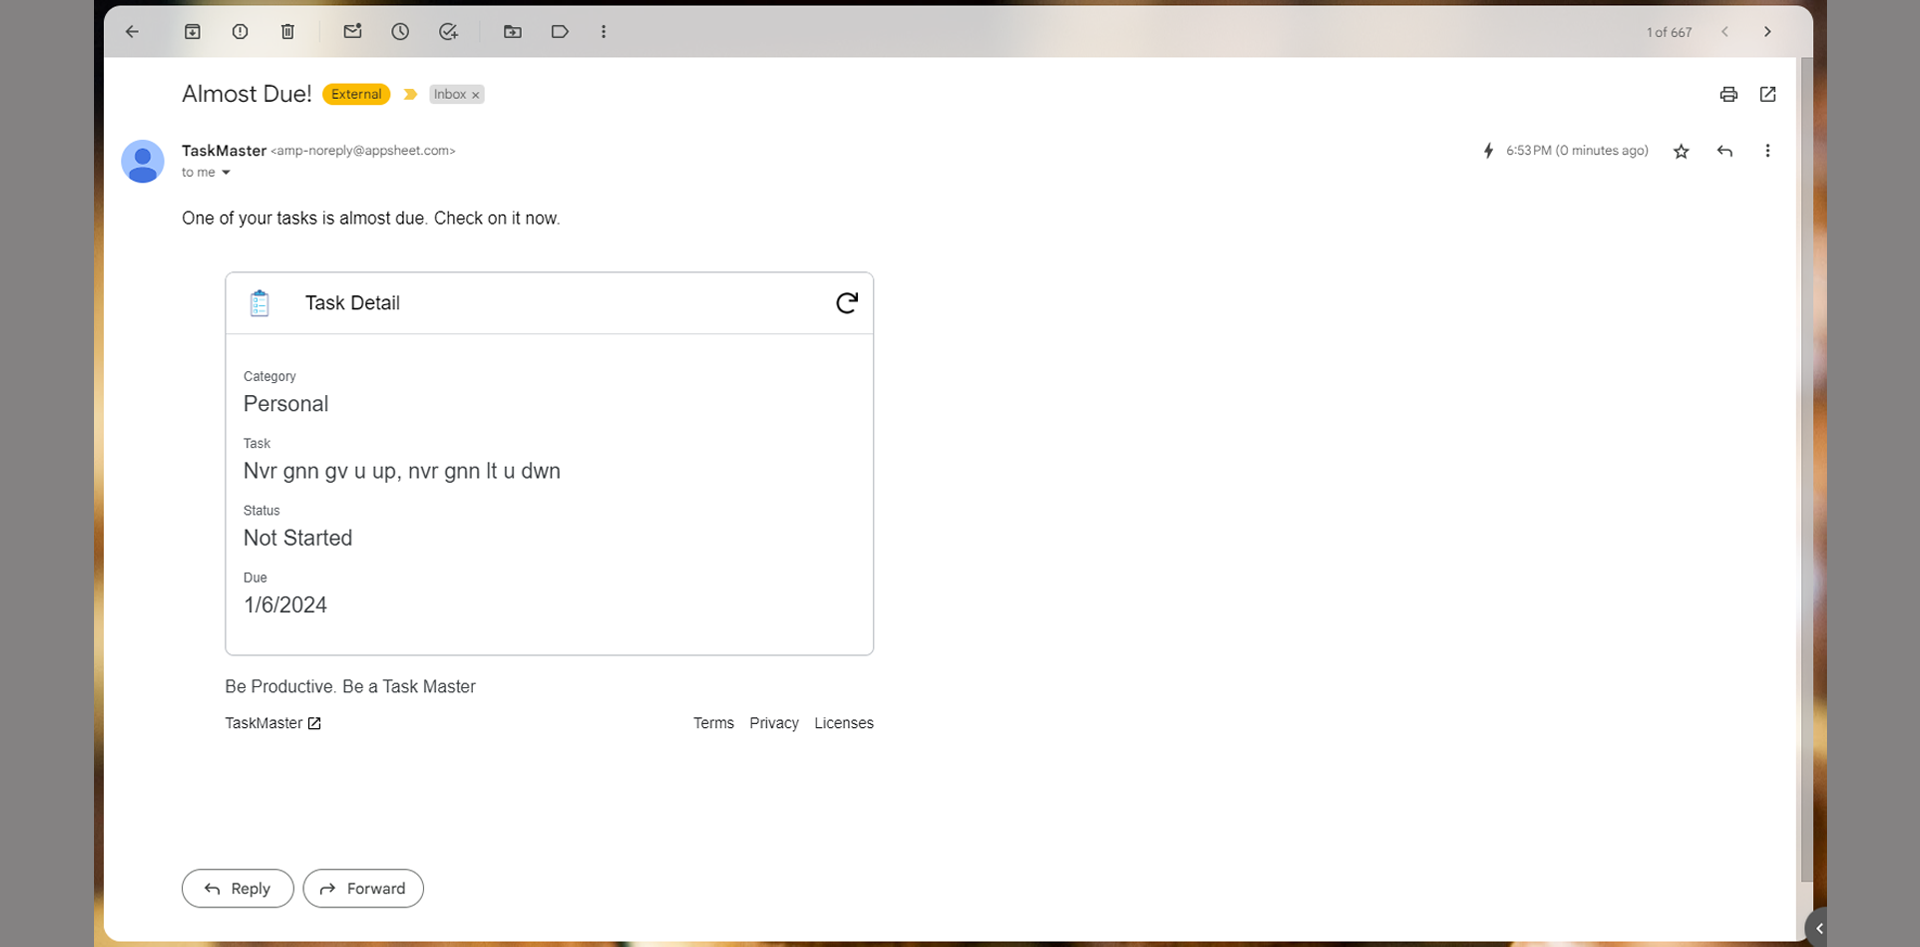 1 of 667
Almost Due! External Inbox ×
TaskMaster <amp-noreply@appsheet.com> 6:53 PM (0 minutes ago)
to me
One of your tasks is almost due. Check on it now.
Task Detail
Category
Personal
Task
Nvr gnn gv u up, nvr gnn lt u dwn
Status
Not Started
Due
1/6/2024
Be Productive. Be a Task Master
TaskMaster Terms Privacy Licenses
Reply Forward